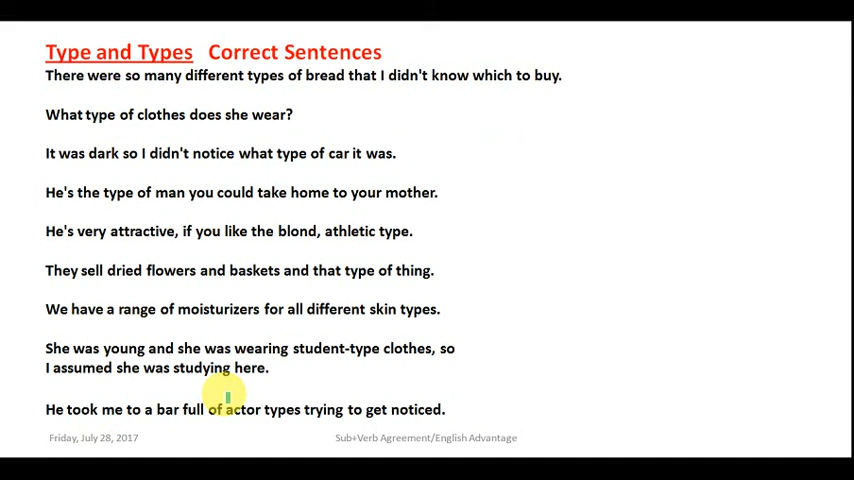 Type and Types Correct Sentences
There were so many different types of bread that I didn't know which to buy.
What type of clothes does she wear?
It was dark so I didn't notice what type of car it was.
He's the type of man you could take home to your mother.
He's very attractive, if you like the blond, athletic type.
They sell dried flowers and baskets and that type of thing.
We have a range of moisturizers for all different skin types.
She was young and she was wearing student-type clothes, so
I assumed she was studying here.
He took me to a bar full of actor types trying to get noticed.
Friday, July 28, 2017 Sub+Verb Agreement/English Advantage